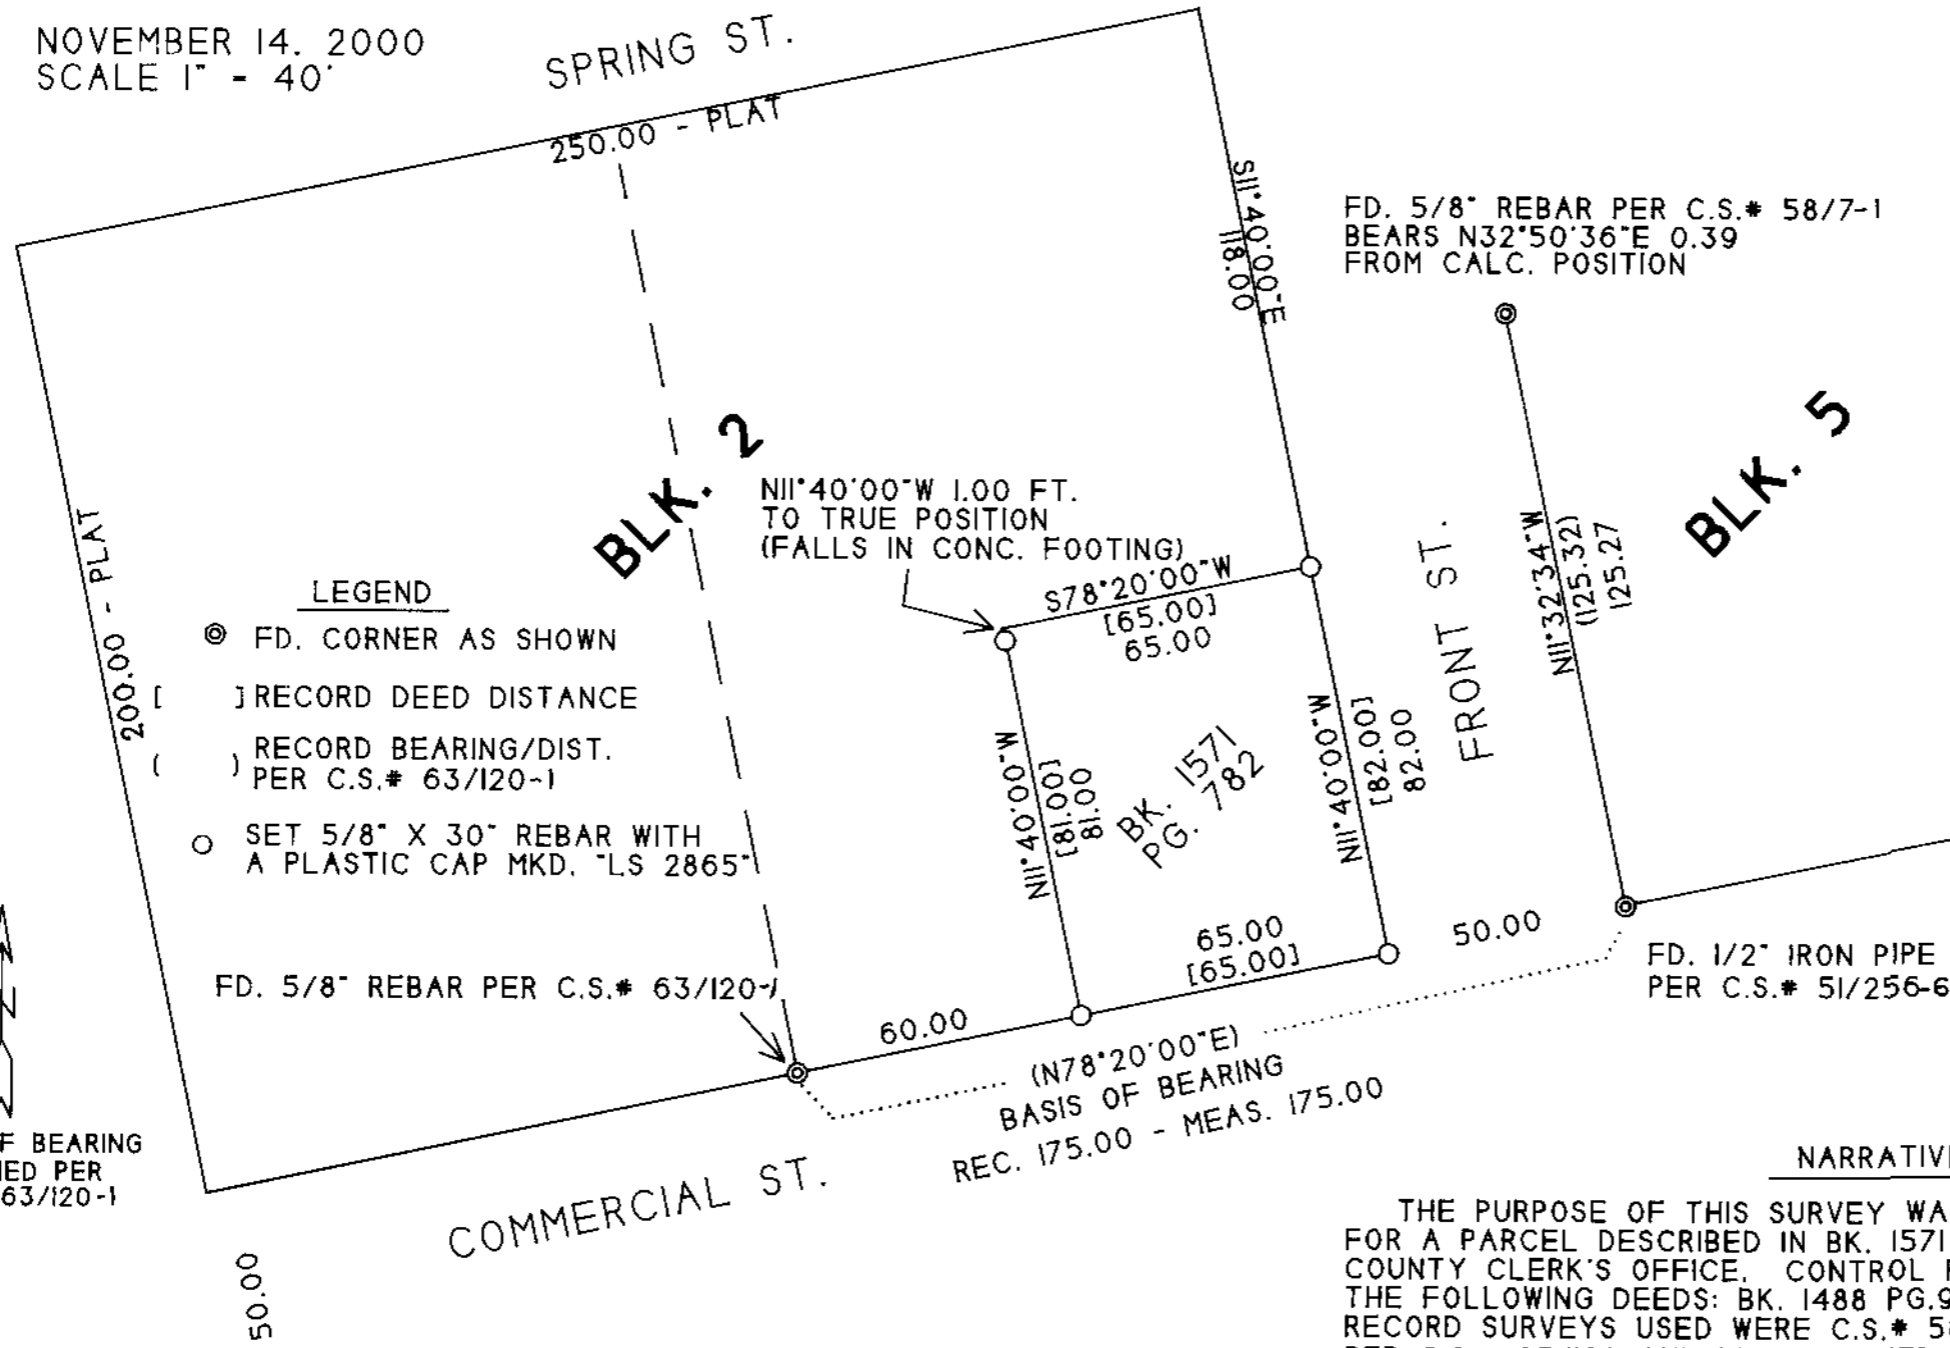 NOVEMBER 14. 2000
SCALE 1" - 40'
SPRING ST.
250.00 - PLAT
S11°40'00"E
118.00
FD. 5/8" REBAR PER C.S.# 58/7-1
BEARS N32°50'36"E 0.39
FROM CALC. POSITION
BLK. 2
BLK. 5
N11°40'00"W 1.00 FT.
TO TRUE POSITION
(FALLS IN CONC. FOOTING)
S78°20'00"W
[65.00]
65.00
200.00 - PLAT
LEGEND
FD. CORNER AS SHOWN
[ ] RECORD DEED DISTANCE
( ) RECORD BEARING/DIST.
PER C.S.# 63/120-1
SET 5/8" X 30" REBAR WITH
A PLASTIC CAP MKD. "LS 2865"
N11°40'00"W
[81.00]
81.00
BK. 1571
PG. 782
N11°40'00"W
[82.00]
82.00
FRONT ST.
N11°32'34"W
(125.32)
125.27
FD. 5/8" REBAR PER C.S.# 63/120-1
60.00
65.00
[65.00]
50.00
FD. 1/2" IRON PIPE
PER C.S.# 51/256-6
(N78°20'00"E)
BASIS OF BEARING
REC. 175.00 - MEAS. 175.00
F BEARING
IED PER
63/120-1
COMMERCIAL ST.
50.00
NARRATIVE
THE PURPOSE OF THIS SURVEY WA
FOR A PARCEL DESCRIBED IN BK. 1571
COUNTY CLERK'S OFFICE. CONTROL
THE FOLLOWING DEEDS: BK. 1488 PG.9
RECORD SURVEYS USED WERE C.S.# 5